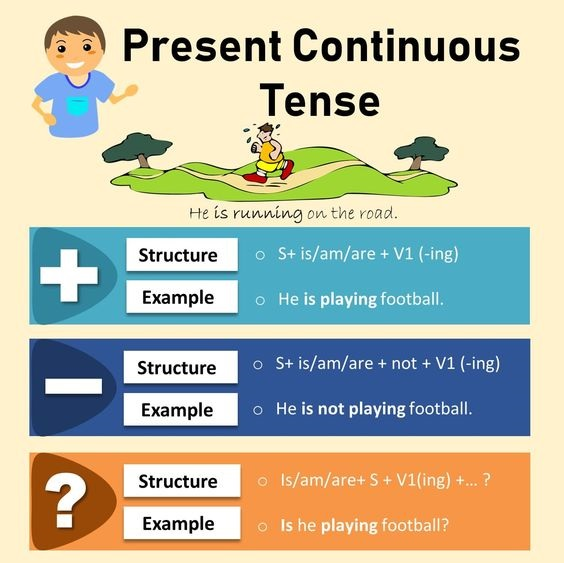 Present Continuous
Tense
He is running on the road.
Structure
S+ is/am/are + V1 (-ing)
Example
He is playing football.
Structure
S+ is/am/are + not + V1 (-ing)
Example
He is not playing football.
Structure
Is/am/are+ S + V1(ing) +... ?
Example
Is he playing football?